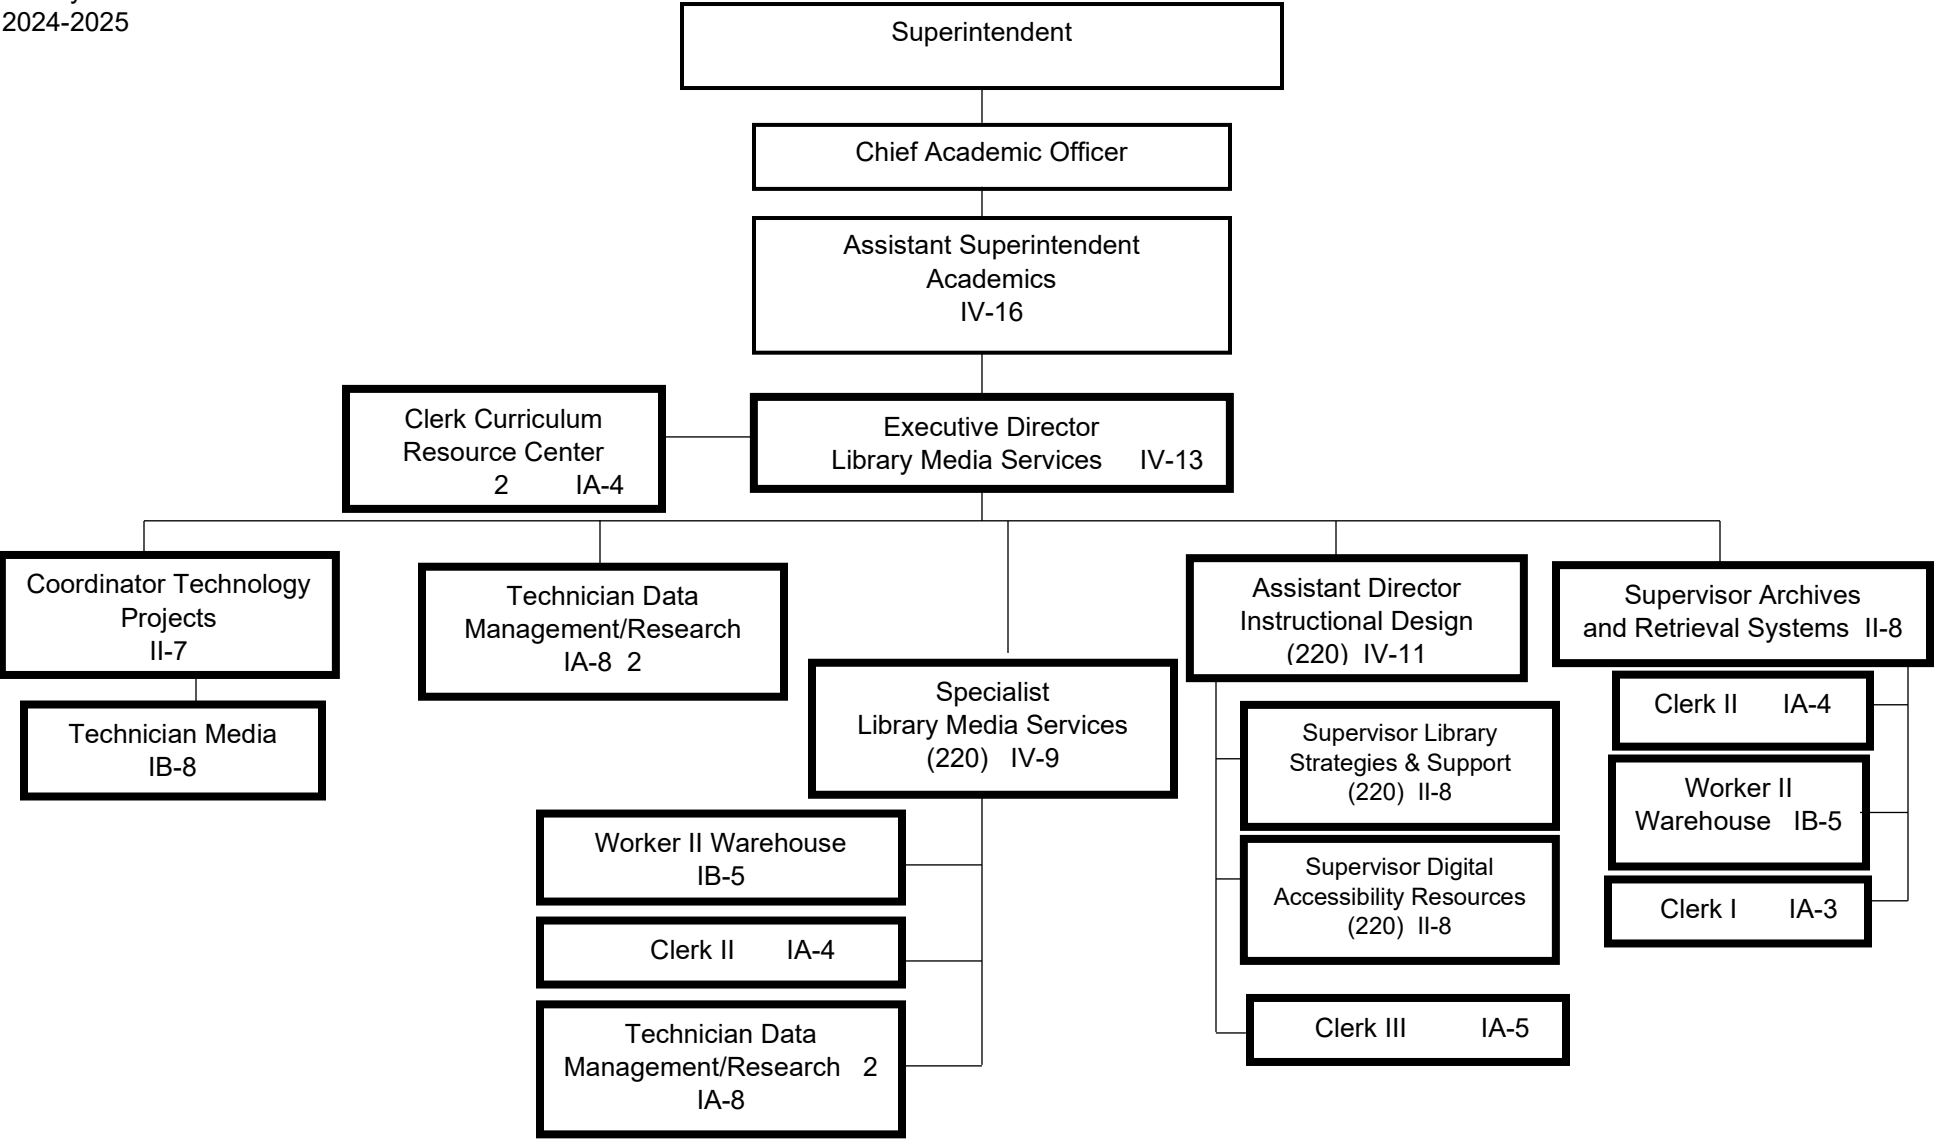 2024-2025
Superintendent
Chief Academic Officer
Assistant Superintendent
Academics
IV-16
Clerk Curriculum
Resource Center
2 IA-4
Executive Director
Library Media Services IV-13
Coordinator Technology
Projects
II-7
Technician Media
IB-8
Technician Data
Management/Research
IA-8 2
Specialist
Library Media Services
(220) IV-9
Worker II Warehouse
IB-5
Clerk II IA-4
Technician Data
Management/Research 2
IA-8
Assistant Director
Instructional Design
(220) IV-11
Supervisor Library
Strategies & Support
(220) II-8
Supervisor Digital
Accessibility Resources
(220) II-8
Clerk III IA-5
Supervisor Archives
and Retrieval Systems II-8
Clerk II IA-4
Worker II
Warehouse IB-5
Clerk I IA-3